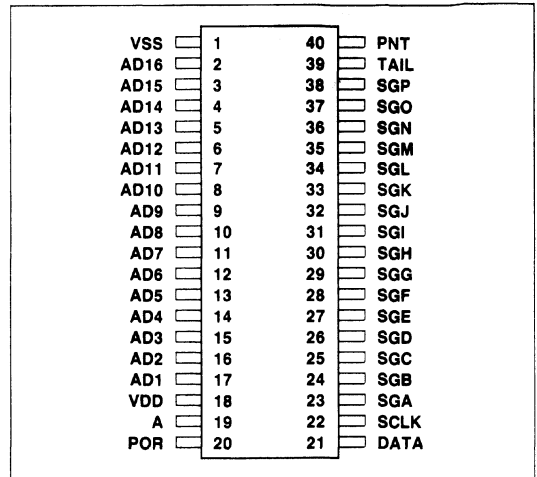 VSS 1 40 PNT
AD16 2 39 TAIL
AD15 3 38 SGP
AD14 4 37 SGO
AD13 5 36 SGN
AD12 6 35 SGM
AD11 7 34 SGL
AD10 8 33 SGK
AD9 9 32 SGJ
AD8 10 31 SGI
AD7 11 30 SGH
AD6 12 29 SGG
AD5 13 28 SGF
AD4 14 27 SGE
AD3 15 26 SGD
AD2 16 25 SGC
AD1 17 24 SGB
VDD 18 23 SGA
A 19 22 SCLK
POR 20 21 DATA